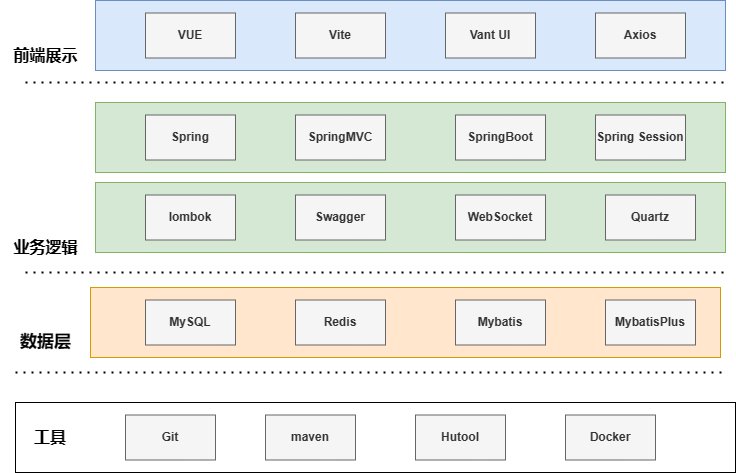 前端展示
VUE
Vite
Vant UI
Axios
Spring
SpringMVC
SpringBoot
Spring Session
业务逻辑
lombok
Swagger
WebSocket
Quartz
数据层
MySQL
Redis
Mybatis
MybatisPlus
工具
Git
maven
Hutool
Docker